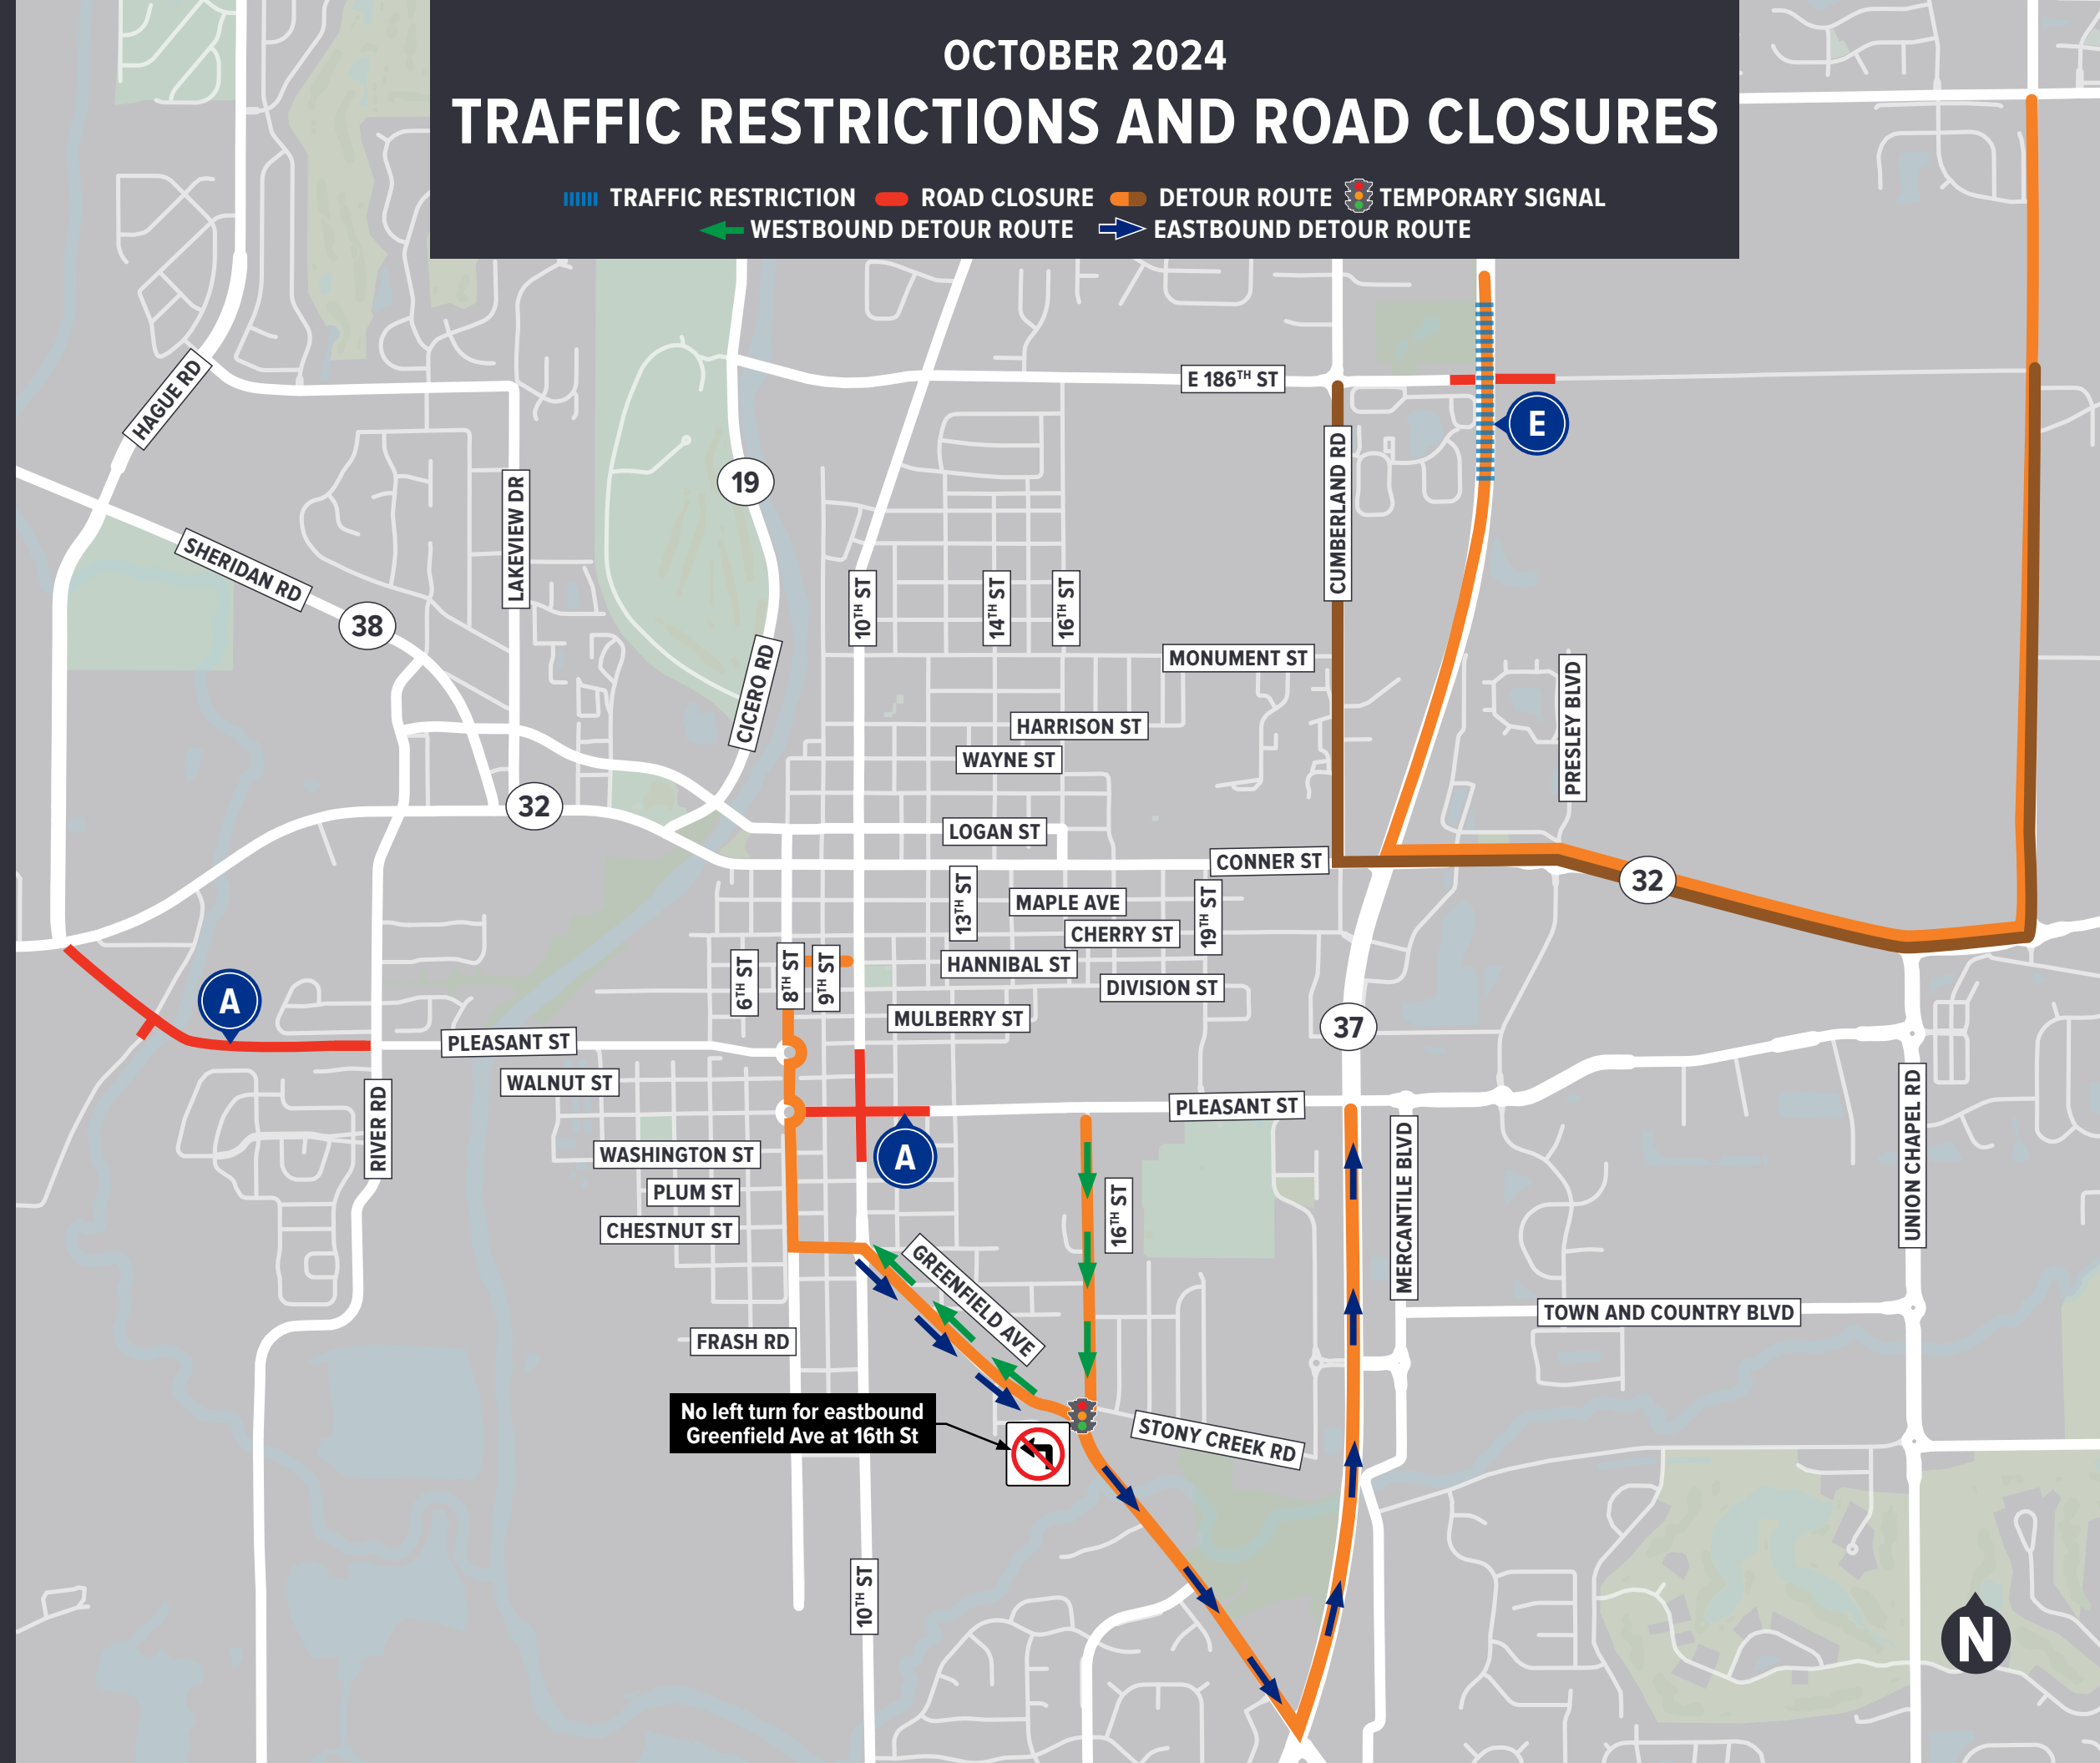 OCTOBER 2024
TRAFFIC RESTRICTIONS AND ROAD CLOSURES
TRAFFIC RESTRICTION
ROAD CLOSURE
DETOUR ROUTE
TEMPORARY SIGNAL
WESTBOUND DETOUR ROUTE
EASTBOUND DETOUR ROUTE
HAGUE RD
E 186TH ST
E
19
CUMBERLAND RD
LAKEVIEW DR
SHERIDAN RD
38
10TH ST
14TH ST
16TH ST
MONUMENT ST
CICERO RD
PRESLEY BLVD
HARRISON ST
WAYNE ST
32
LOGAN ST
CONNER ST
32
13TH ST
MAPLE AVE
19TH ST
CHERRY ST
HANNIBAL ST
6TH ST
8TH ST
9TH ST
DIVISION ST
A
MULBERRY ST
37
PLEASANT ST
WALNUT ST
RIVER RD
PLEASANT ST
UNION CHAPEL RD
WASHINGTON ST
A
PLUM ST
16TH ST
MERCANTILE BLVD
CHESTNUT ST
GREENFIELD AVE
TOWN AND COUNTRY BLVD
FRASH RD
No left turn for eastbound
Greenfield Ave at 16th St
STONY CREEK RD
10TH ST
N